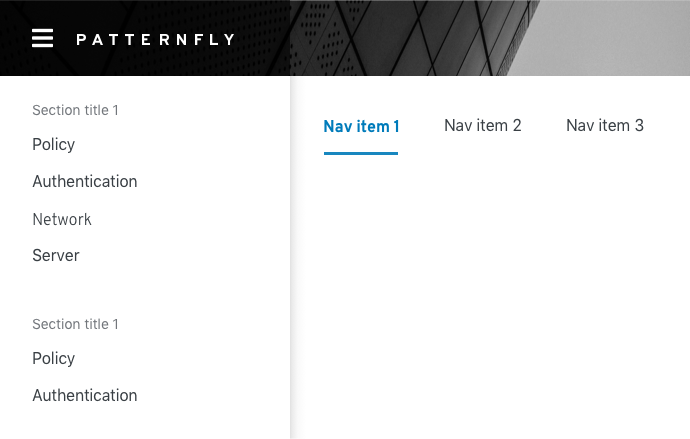 PATTERNFLY
Section title 1
Policy
Authentication
Network
Server
Section title 1
Policy
Authentication
Nav item 1 Nav item 2 Nav item 3